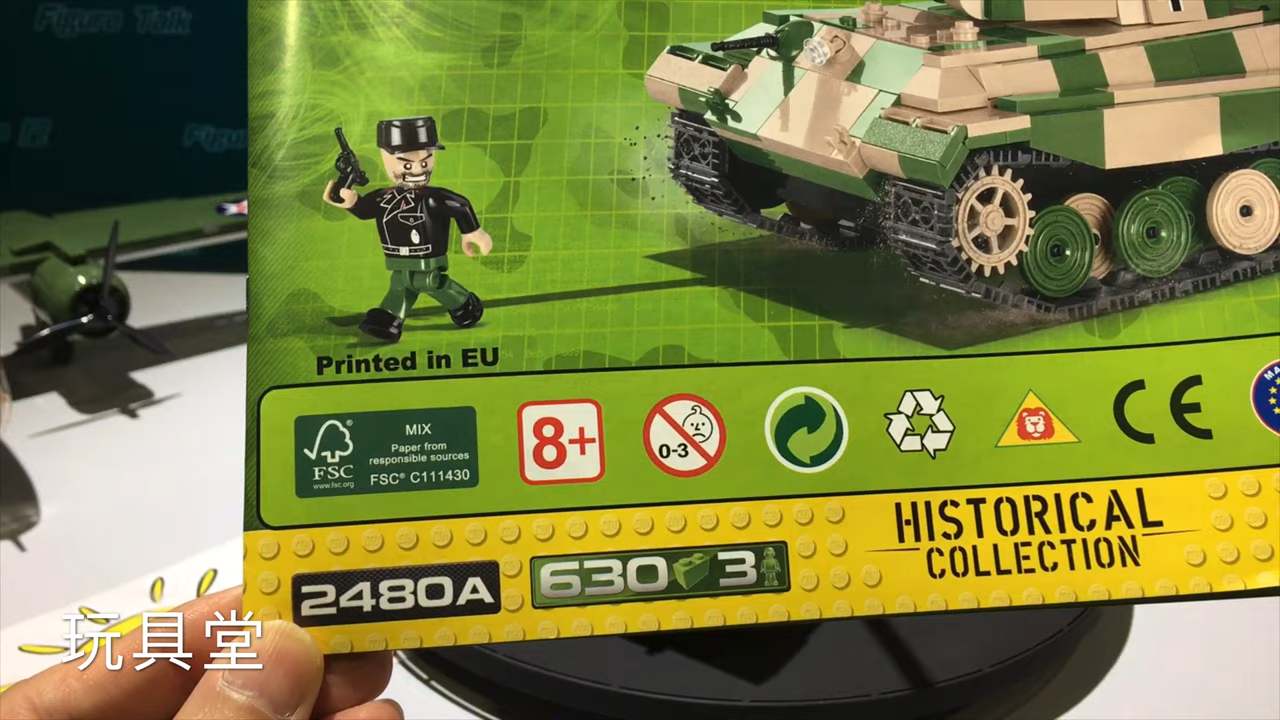 Figure Talk
Printed in EU
FSC®
www.fsc.org
MIX
Paper from
responsible sources
FSC® C111430
8+
0-3
CE
HISTORICAL
COLLECTION
2480A
630 3
玩具堂